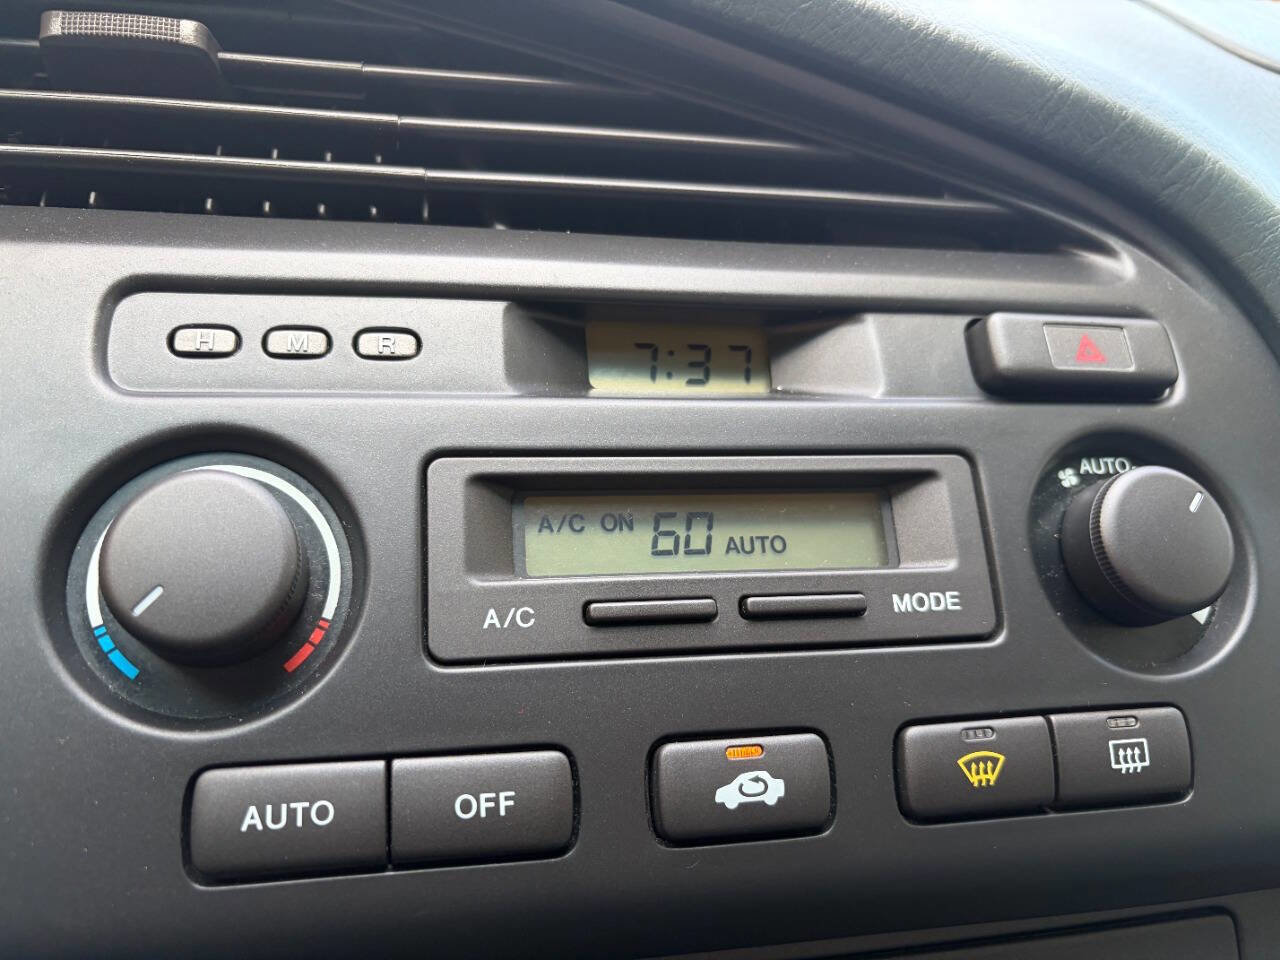 H M R
7:37
AUTO
A/C ON 60 AUTO
A/C
MODE
AUTO
OFF